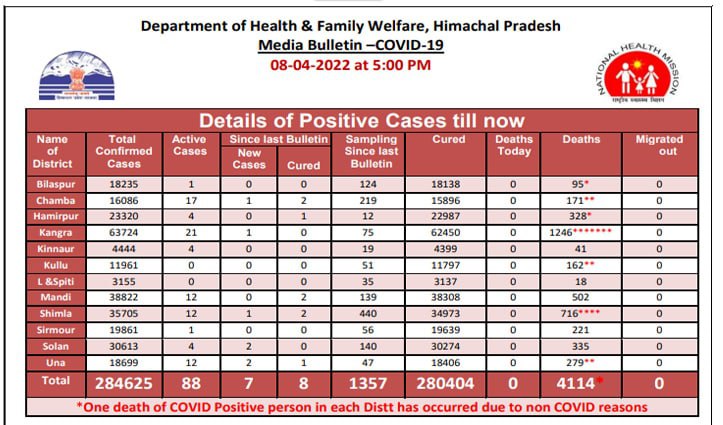 Department of Health & Family Welfare, Himachal Pradesh
Media Bulletin –COVID-19
08-04-2022 at 5:00 PM
NATIONAL HEALTH MISSION
राष्ट्रीय स्वास्थ्य मिशन
Details of Positive Cases till now
Name of District Total Confirmed Cases Active Cases Since last Bulletin New Cases Cured Sampling Since last Bulletin Cured Deaths Today Deaths Migrated out
Bilaspur 18235 1 0 0 124 18138 0 95* 0
Chamba 16086 17 1 2 219 15896 0 171** 0
Hamirpur 23320 4 0 1 12 22987 0 328* 0
Kangra 63724 21 1 0 75 62450 0 1246******* 0
Kinnaur 4444 4 0 0 19 4399 0 41 0
Kullu 11961 0 0 0 51 11797 0 162** 0
L &Spiti 3155 0 0 0 35 3137 0 18 0
Mandi 38822 12 0 2 139 38308 0 502 0
Shimla 35705 12 1 2 440 34973 0 716**** 0
Sirmour 19861 1 0 0 56 19639 0 221 0
Solan 30613 4 2 0 140 30274 0 335 0
Una 18699 12 2 1 47 18406 0 279** 0
Total 284625 88 7 8 1357 280404 0 4114* 0
*One death of COVID Positive person in each Distt has occurred due to non COVID reasons